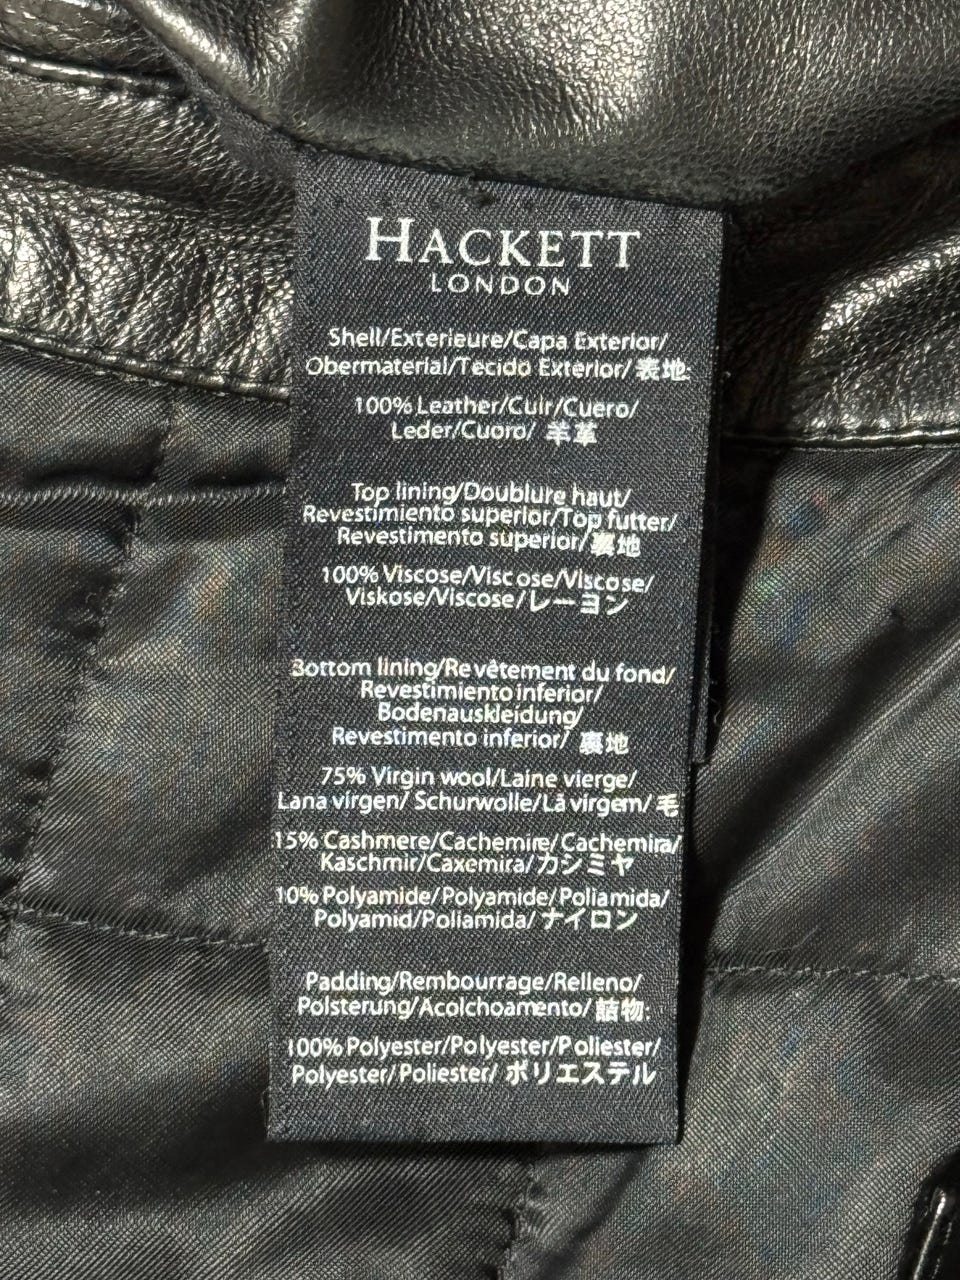 HACKETT
LONDON
Shell/Exterieure/Capa Exterior/
Obermaterial/Tecido Exterior/表地:
100% Leather/Cuir/Cuero/
Leder/Cuoro/ 羊革
Top lining/Doublure haut/
Revestimiento superior/Top futter/
Revestimento superior/裏地
100% Viscose/Viscose/Viscose/
Viskose/Viscose/レーヨン
Bottom lining/Revêtement du fond/
Revestimiento inferior/
Bodenauskleidung/
Revestimento inferior/ 裏地
75% Virgin wool/Laine vierge/
Lana virgen/ Schurwolle/Lã virgem/ 毛
15% Cashmere/Cachemire/Cachemira/
Kaschmir/Caxemira/カシミヤ
10% Polyamide/Polyamide/Poliamida/
Polyamid/Poliamida/ ナイロン
Padding/Rembourrage/Relleno/
Polsterung/Acolchoamento/ 詰物:
100% Polyester/Polyester/Poliester/
Polyester/Poliester/ ポリエステル